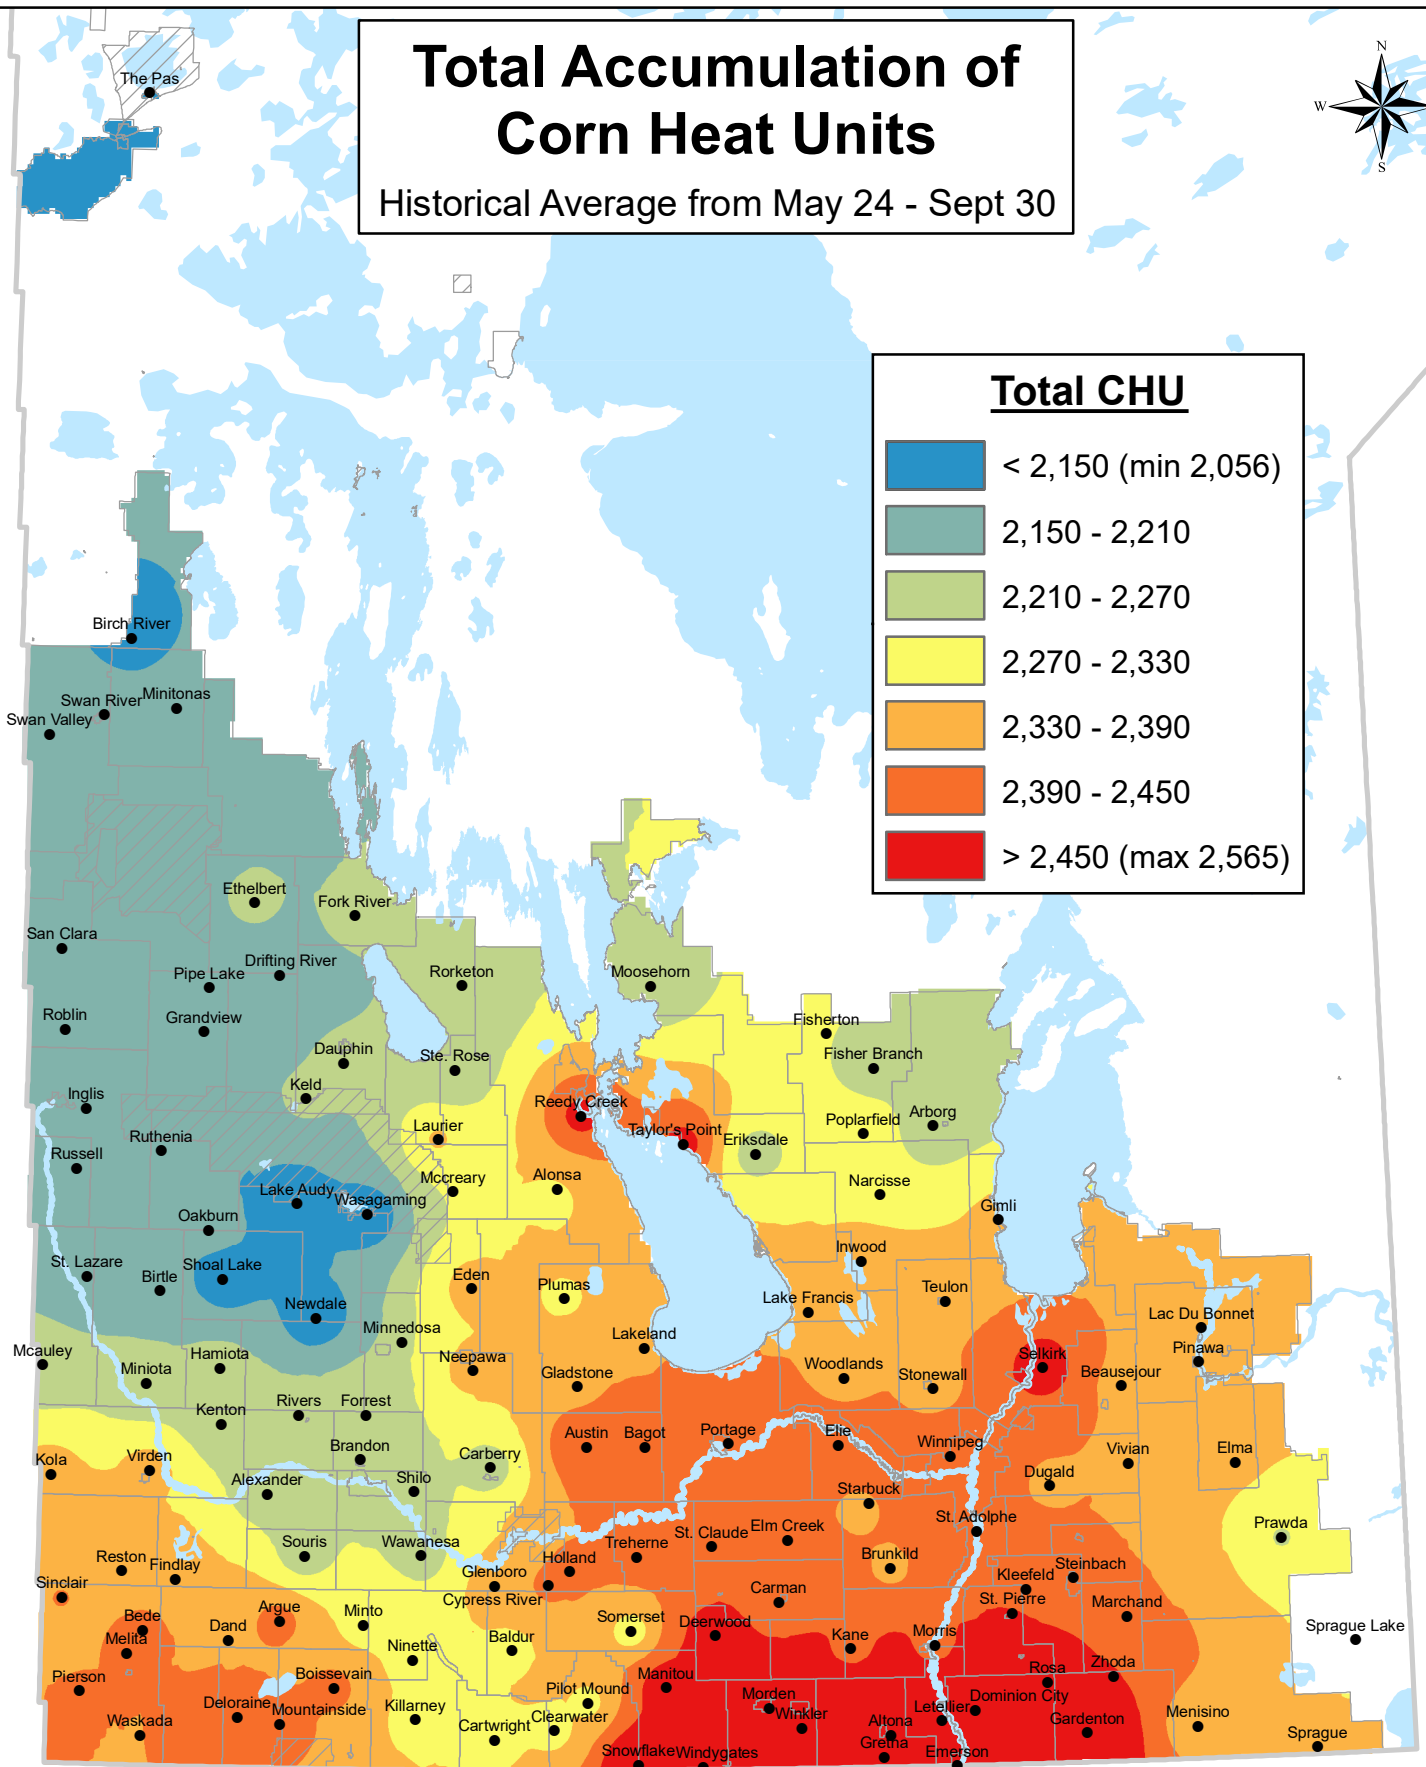 Total Accumulation of
Corn Heat Units
Historical Average from May 24 - Sept 30
N
W
S
Total CHU
< 2,150 (min 2,056)
2,150 - 2,210
2,210 - 2,270
2,270 - 2,330
2,330 - 2,390
2,390 - 2,450
> 2,450 (max 2,565)
The Pas
Birch River
Swan River
Minitonas
Swan Valley
Ethelbert
Fork River
San Clara
Drifting River
Pipe Lake
Rorketon
Moosehorn
Roblin
Grandview
Fisherton
Dauphin
Ste. Rose
Fisher Branch
Keld
Inglis
Reedy Creek
Laurier
Taylor's Point
Eriksdale
Poplarfield
Arborg
Ruthenia
Russell
Mccreary
Alonsa
Narcisse
Lake Audy
Wasagaming
Gimli
Oakburn
St. Lazare
Birtle
Shoal Lake
Eden
Plumas
Inwood
Teulon
Newdale
Lake Francis
Lac Du Bonnet
Minnedosa
Lakeland
Mcauley
Hamiota
Miniota
Neepawa
Gladstone
Woodlands
Stonewall
Selkirk
Beausejour
Pinawa
Rivers
Forrest
Kenton
Austin
Bagot
Portage
Elie
Winnipeg
Kola
Virden
Brandon
Carberry
Vivian
Elma
Alexander
Shilo
Starbuck
Dugald
St. Adolphe
Prawda
Souris
Wawanesa
Treherne
St. Claude
Elm Creek
Brunkild
Reston
Findlay
Holland
Steinbach
Sinclair
Glenboro
Cypress River
Carman
Kleefeld
St. Pierre
Marchand
Bede
Argue
Minto
Somerset
Deerwood
Melita
Dand
Ninette
Baldur
Kane
Morris
Sprague Lake
Pierson
Boissevain
Manitou
Rosa
Zhoda
Deloraine
Mountainside
Killarney
Pilot Mound
Morden
Dominion City
Waskada
Cartwright
Clearwater
Winkler
Altona
Letellier
Gardenton
Menisino
Snowflake
Windygates
Gretna
Emerson
Sprague